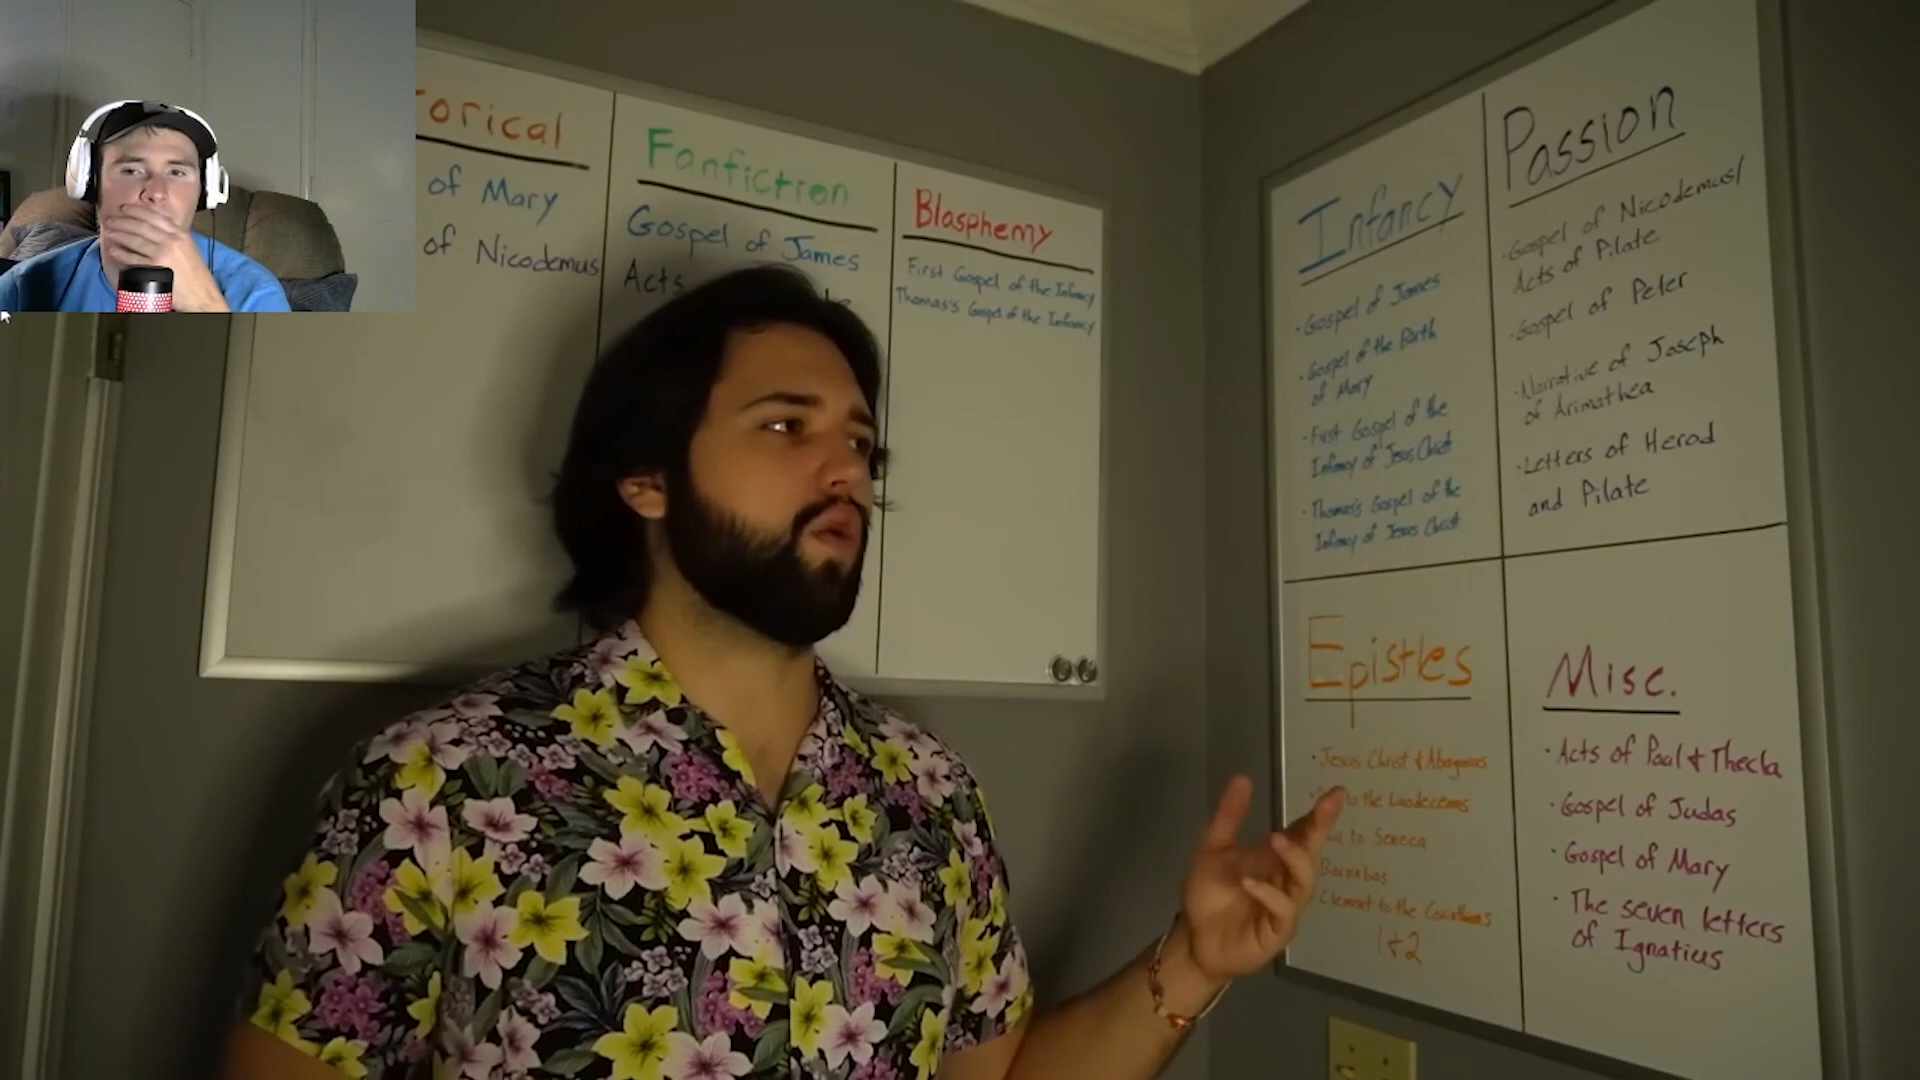 orical
of Mary
of Nicodemus
Fanfiction
Gospel of James
Acts
Blasphemy
First Gospel of the Infancy
Thomas's Gospel of the Infancy
Infancy
· Gospel of James
· Gospel of the Birth
of Mary
· First Gospel of the
Infancy of Jesus Christ
· Thomas's Gospel of the
Infancy of Jesus Christ
Passion
· Gospel of Nicodemus/
Acts of Pilate
· Gospel of Peter
· Narrative of Joseph
of Arimathea
· Letters of Herod
and Pilate
Epistles
· Jesus Christ &
to the
to Seneca
Barnabas
Clement to the Corinthians
1&2
Misc.
· Acts of Paul & Thecla
· Gospel of Judas
· Gospel of Mary
· The seven letters
of Ignatius